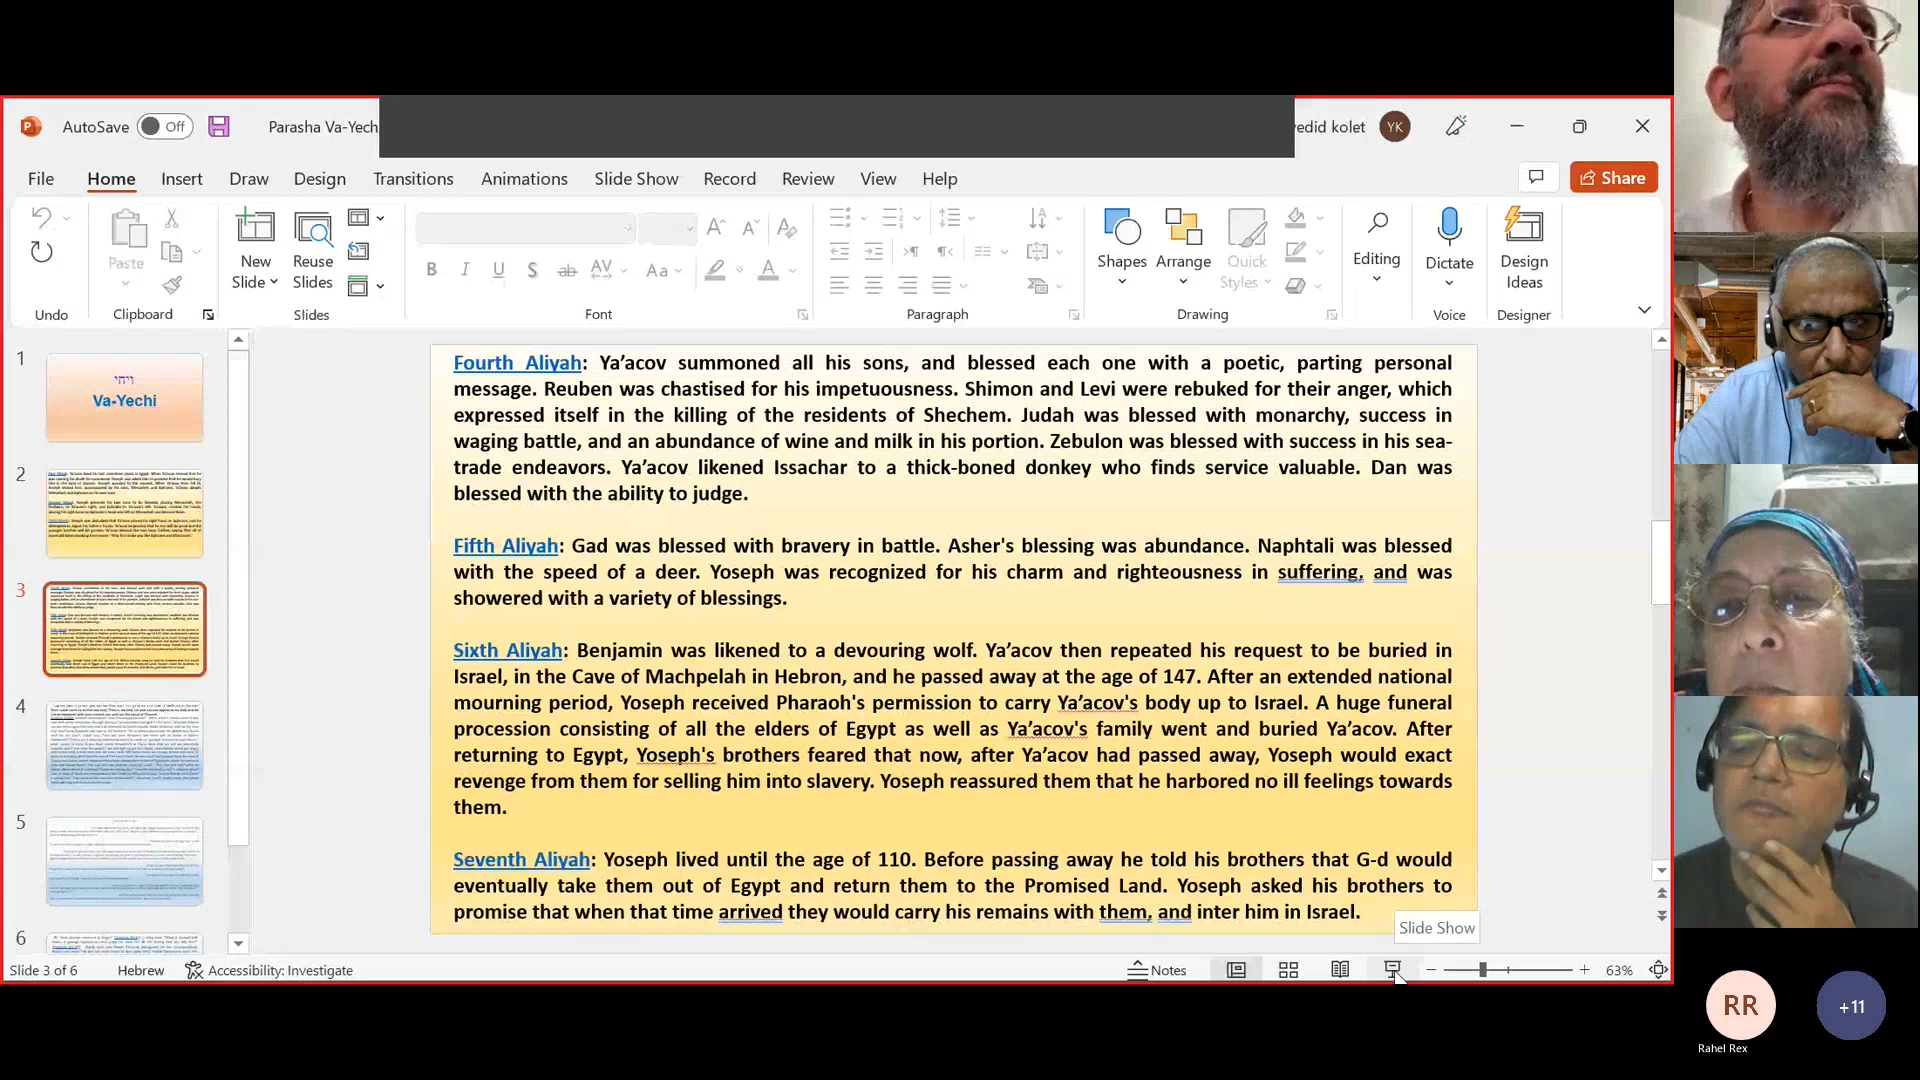 AutoSave Off Parasha Va-Yech
edid kolet YK
File Home Insert Draw Design Transitions Animations Slide Show Record Review View Help Share
Paste New Slide Reuse Slides Shapes Arrange Quick Styles Editing Dictate Design Ideas
Undo Clipboard Slides Font Paragraph Drawing Voice Designer
1
ויחי
Va-Yechi
2
3
4
5
6
Fourth Aliyah: Ya’acov summoned all his sons, and blessed each one with a poetic, parting personal
message. Reuben was chastised for his impetuousness. Shimon and Levi were rebuked for their anger, which
expressed itself in the killing of the residents of Shechem. Judah was blessed with monarchy, success in
waging battle, and an abundance of wine and milk in his portion. Zebulon was blessed with success in his sea-
trade endeavors. Ya’acov likened Issachar to a thick-boned donkey who finds service valuable. Dan was
blessed with the ability to judge.
Fifth Aliyah: Gad was blessed with bravery in battle. Asher's blessing was abundance. Naphtali was blessed
with the speed of a deer. Yoseph was recognized for his charm and righteousness in suffering, and was
showered with a variety of blessings.
Sixth Aliyah: Benjamin was likened to a devouring wolf. Ya’acov then repeated his request to be buried in
Israel, in the Cave of Machpelah in Hebron, and he passed away at the age of 147. After an extended national
mourning period, Yoseph received Pharaoh's permission to carry Ya’acov's body up to Israel. A huge funeral
procession consisting of all the elders of Egypt as well as Ya’acov's family went and buried Ya’acov. After
returning to Egypt, Yoseph's brothers feared that now, after Ya’acov had passed away, Yoseph would exact
revenge from them for selling him into slavery. Yoseph reassured them that he harbored no ill feelings towards
them.
Seventh Aliyah: Yoseph lived until the age of 110. Before passing away he told his brothers that G-d would
eventually take them out of Egypt and return them to the Promised Land. Yoseph asked his brothers to
promise that when that time arrived they would carry his remains with them, and inter him in Israel.
Slide Show
Slide 3 of 6 Hebrew Accessibility: Investigate Notes 63%
RR +11
Rahel Rex